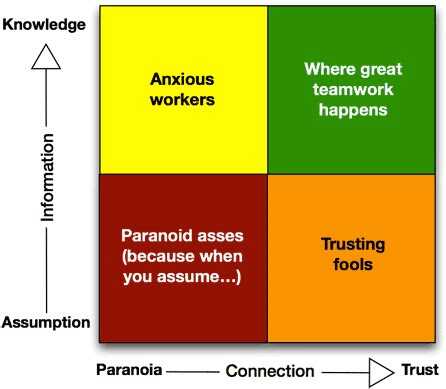 Knowledge
Information
Assumption
Anxious
workers
Where great
teamwork
happens
Paranoid asses
(because when
you assume...)
Trusting
fools
Paranoia
Connection
Trust